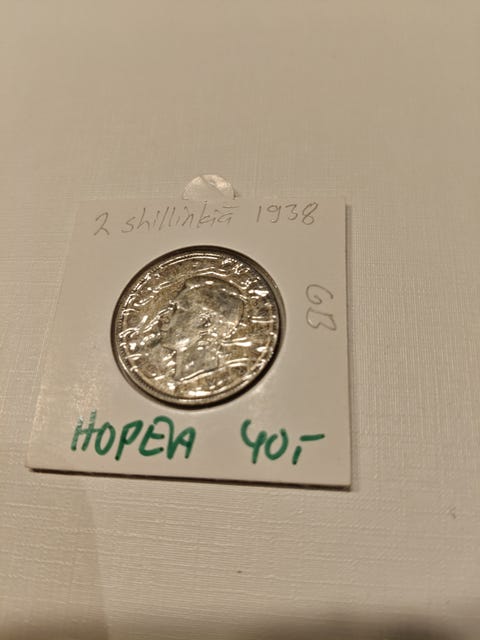 2 shillinkiä 1938
GB
HOPEA 40,-